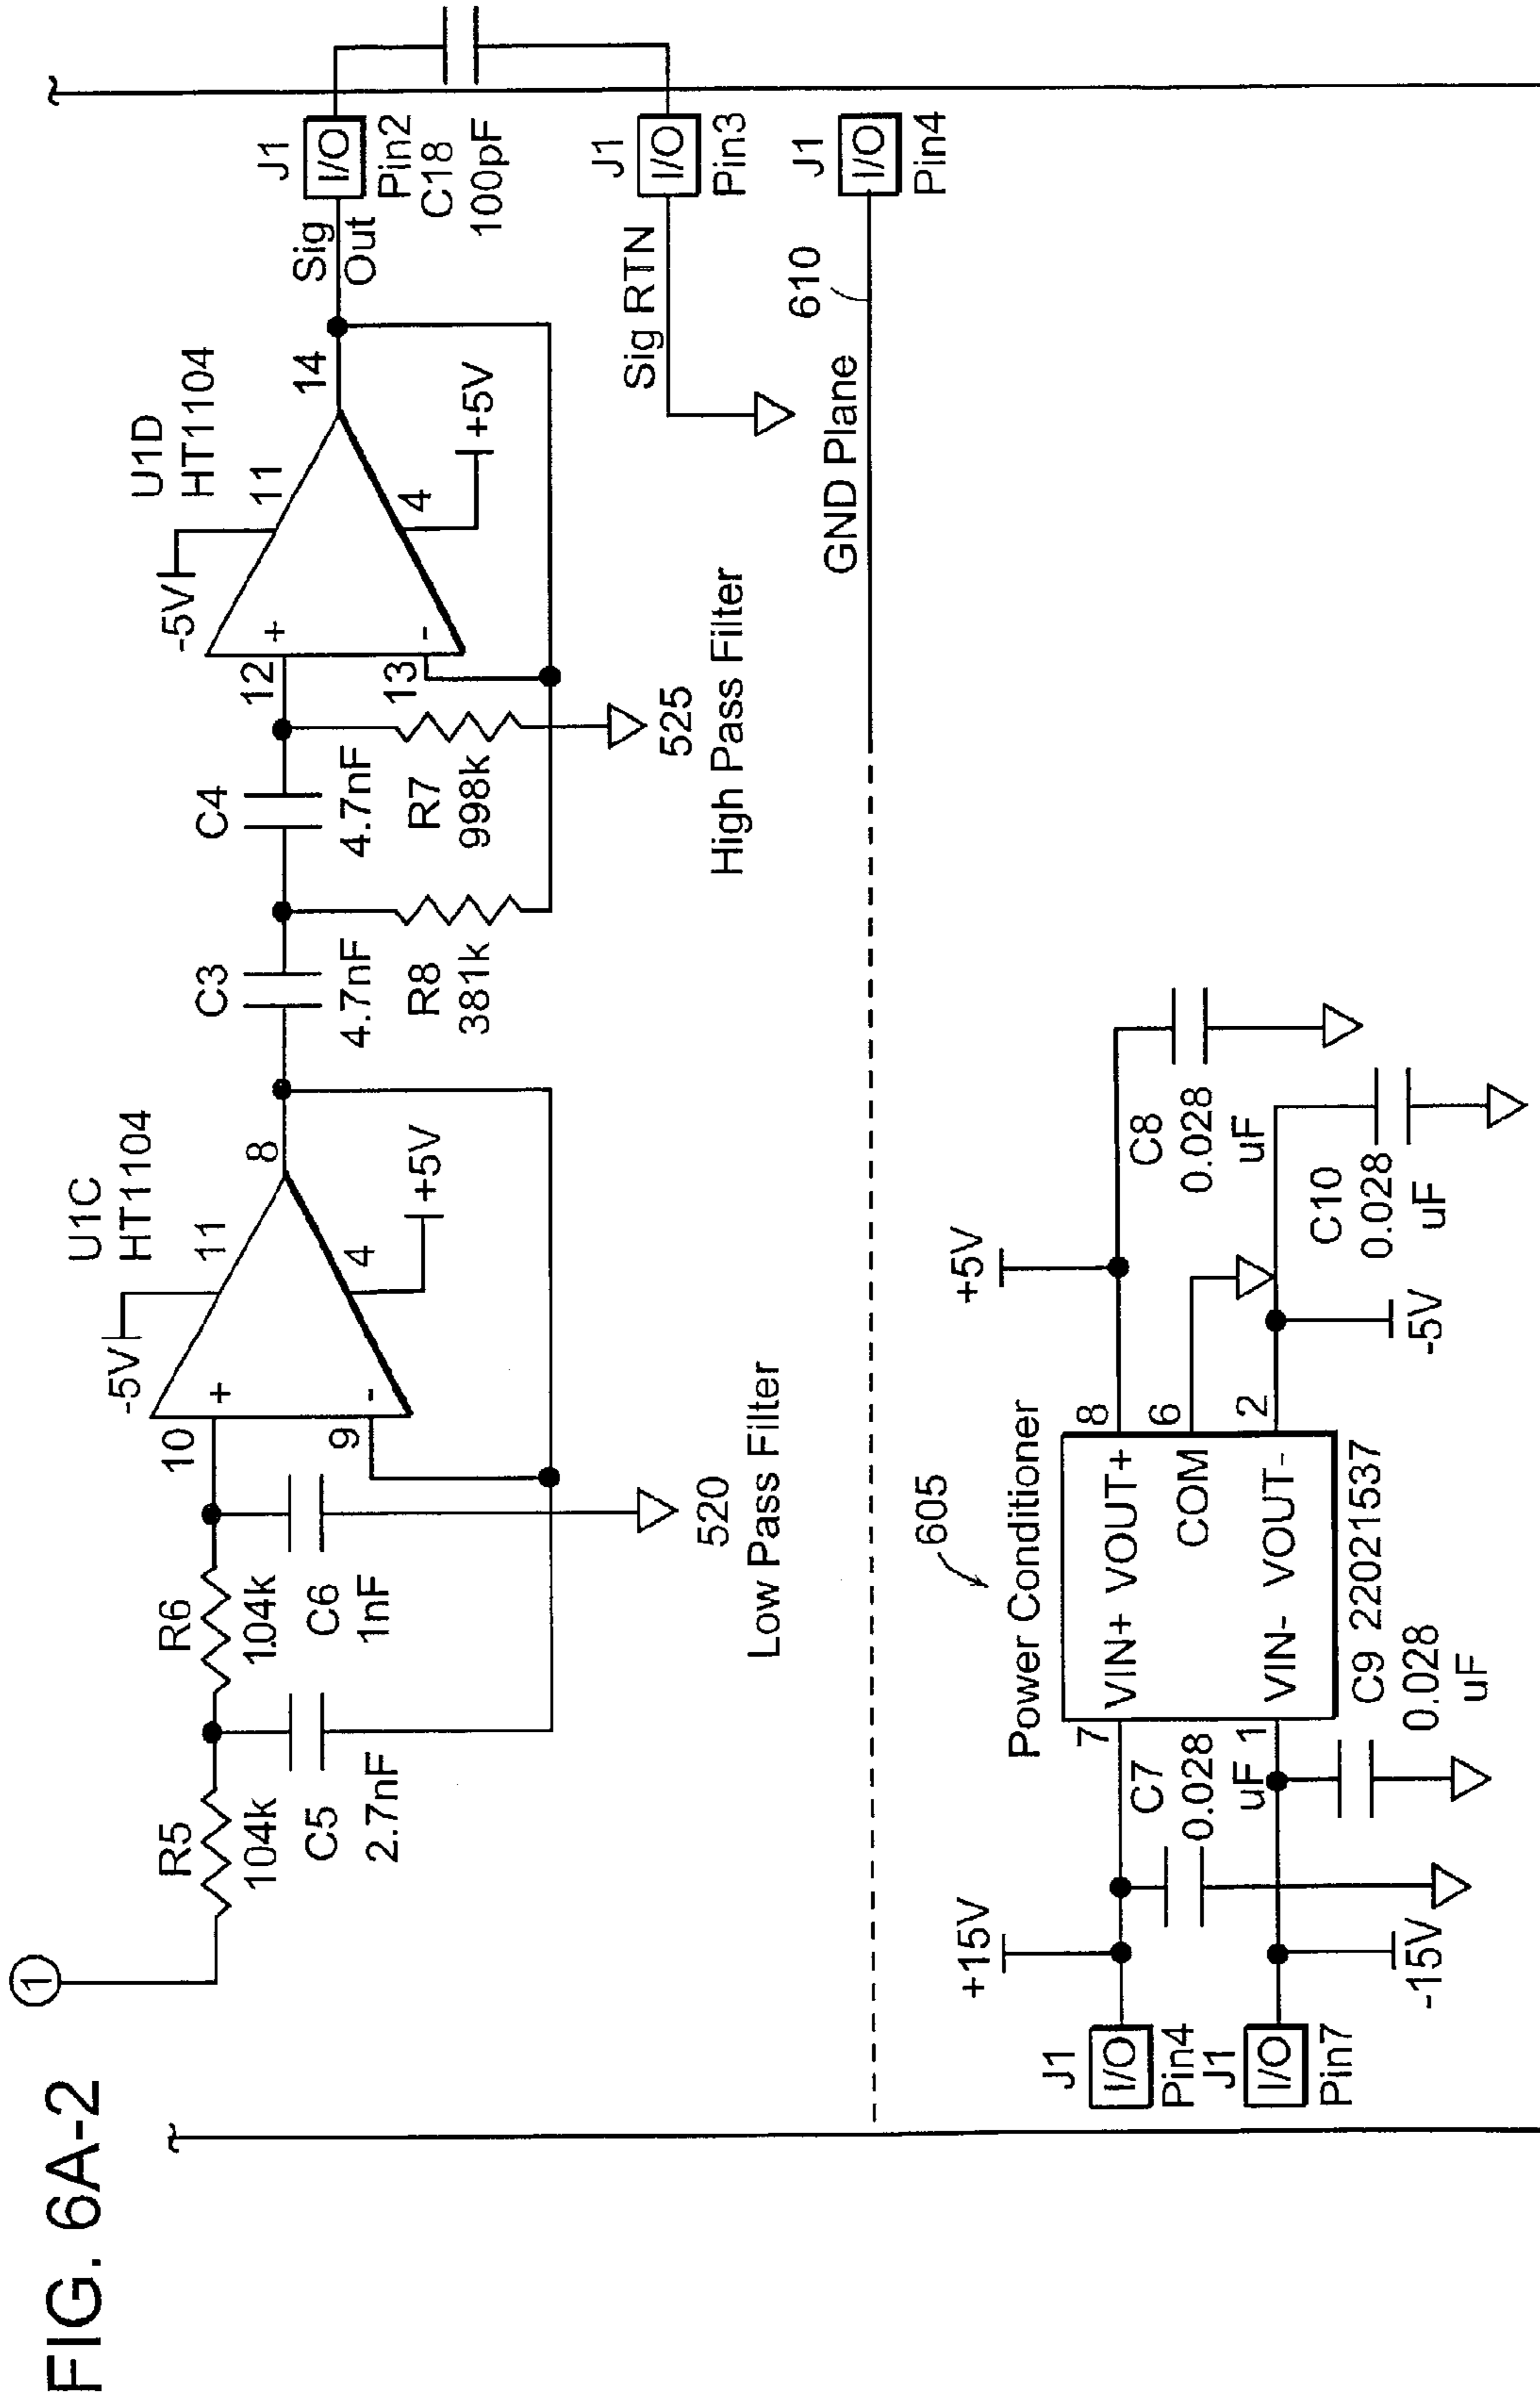 FIG. 6A-2
1
R5
104k
C5
2.7nF
R6
104k
C6
1nF
10
+
9
-
-5V
11
U1C
HT1104
4
+5V
8
520
Low Pass Filter
C3
4.7nF
R8
381k
C4
4.7nF
R7
998k
12
+
13
-
-5V
11
U1D
HT1104
4
+5V
14
525
High Pass Filter
Sig
Out
J1
I/O
Pin2
C18
100pF
Sig RTN
J1
I/O
Pin3
GND Plane
610
J1
I/O
Pin4
605
Power Conditioner
+15V
J1
I/O
Pin4
J1
I/O
Pin7
-15V
C7
0.028
uF
7
1
VIN+ VOUT+
COM
VIN- VOUT-
C9 22021537
0.028
uF
8
6
2
+5V
-5V
C8
0.028
uF
C10
0.028
uF